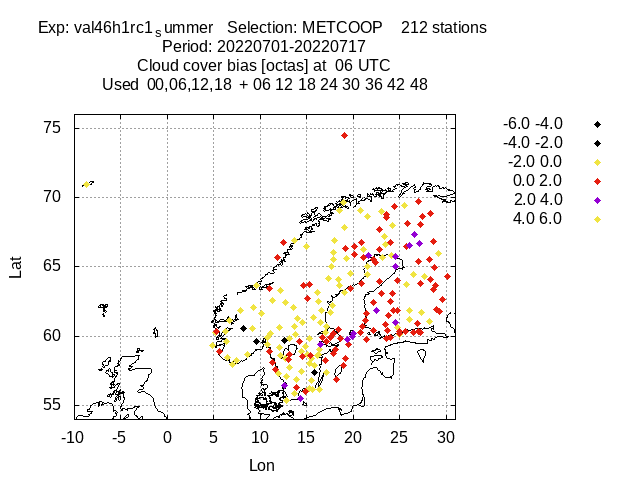 Exp: val46h1rc1ₛummer   Selection: METCOOP    212 stations
Period: 20220701-20220717
Cloud cover bias [octas] at  06 UTC
Used  00,06,12,18  + 06 12 18 24 30 36 42 48
-6.0 -4.0
-4.0 -2.0
-2.0 0.0
0.0 2.0
2.0 4.0
4.0 6.0
75
70
65
60
55
Lat
-10 -5 0 5 10 15 20 25 30
Lon